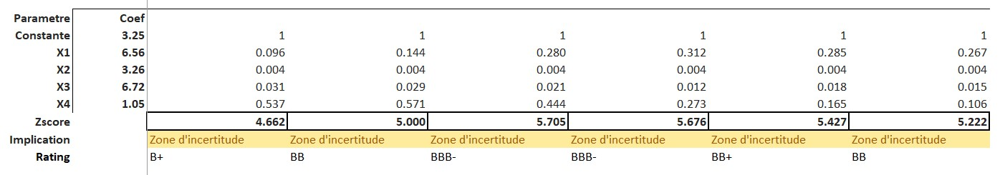 Parametre Coef
Constante 3.25 1 1 1 1 1 1
X1 6.56 0.096 0.144 0.280 0.312 0.285 0.267
X2 3.26 0.004 0.004 0.004 0.004 0.004 0.004
X3 6.72 0.031 0.029 0.021 0.012 0.018 0.015
X4 1.05 0.537 0.571 0.444 0.273 0.165 0.106
Zscore 4.662 5.000 5.705 5.676 5.427 5.222
Implication Zone d'incertitude Zone d'incertitude Zone d'incertitude Zone d'incertitude Zone d'incertitude Zone d'incertitude
Rating B+ BB BBB- BBB- BB+ BB